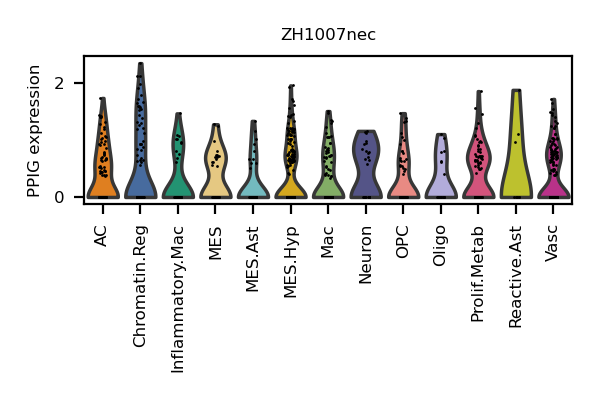 ZH1007nec
PPIG expression
2
0
AC
Chromatin.Reg
Inflammatory.Mac
MES
MES.Ast
MES.Hyp
Mac
Neuron
OPC
Oligo
Prolif.Metab
Reactive.Ast
Vasc